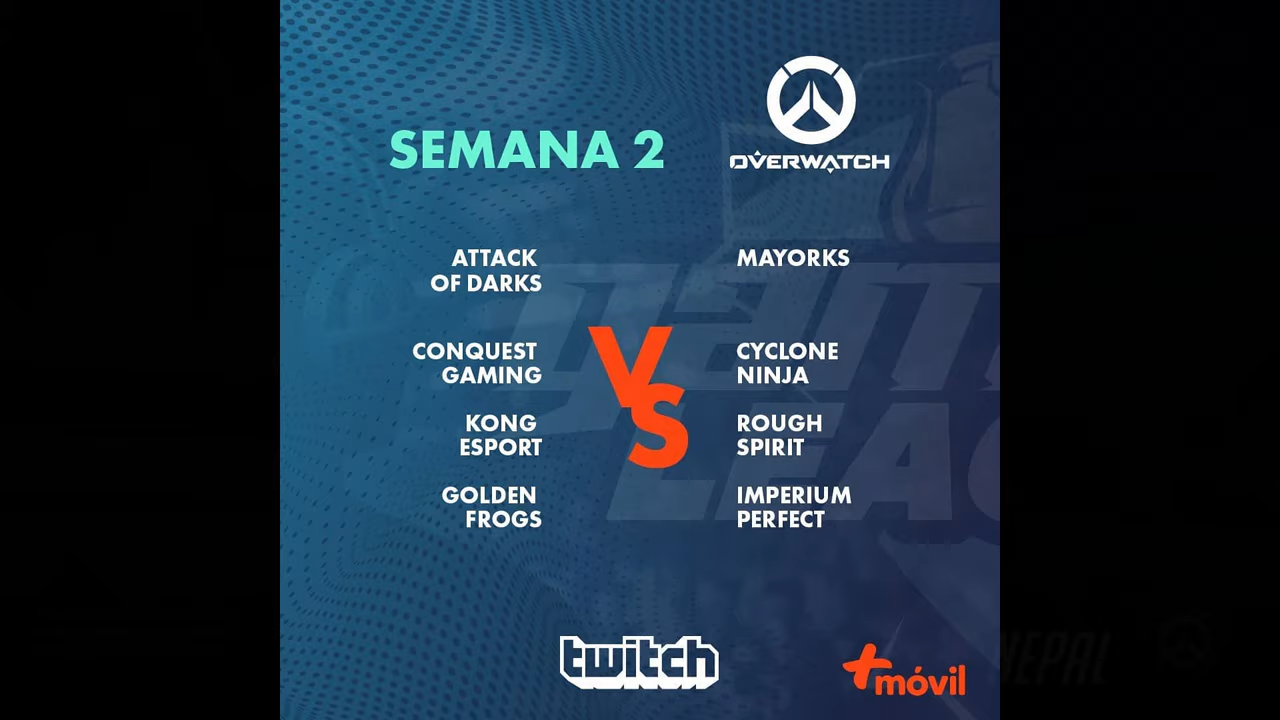 SEMANA 2
OVERWATCH
ATTACK
OF DARKS
MAYORKS
CONQUEST
GAMING
CYCLONE
NINJA
VS
KONG
ESPORT
ROUGH
SPIRIT
GOLDEN
FROGS
IMPERIUM
PERFECT
twitch
+móvil
NEPAL